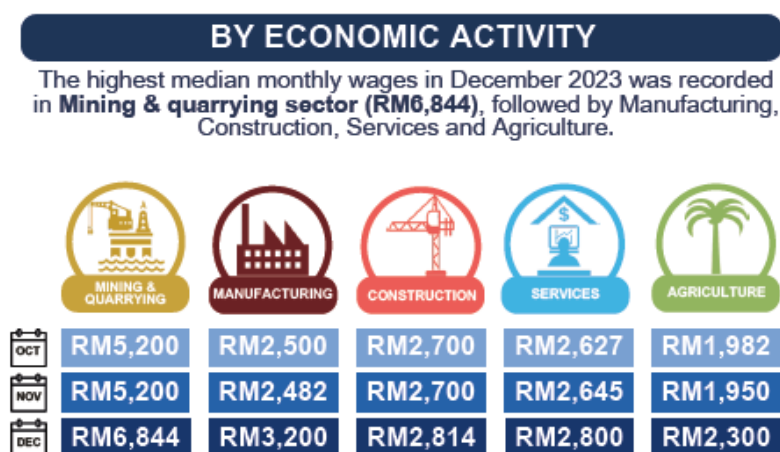 BY ECONOMIC ACTIVITY
The highest median monthly wages in December 2023 was recorded
in Mining & quarrying sector (RM6,844), followed by Manufacturing,
Construction, Services and Agriculture.
$
MINING &
QUARRYING
MANUFACTURING
CONSTRUCTION
SERVICES
AGRICULTURE
OCT RM5,200 RM2,500 RM2,700 RM2,627 RM1,982
NOV RM5,200 RM2,482 RM2,700 RM2,645 RM1,950
DEC RM6,844 RM3,200 RM2,814 RM2,800 RM2,300